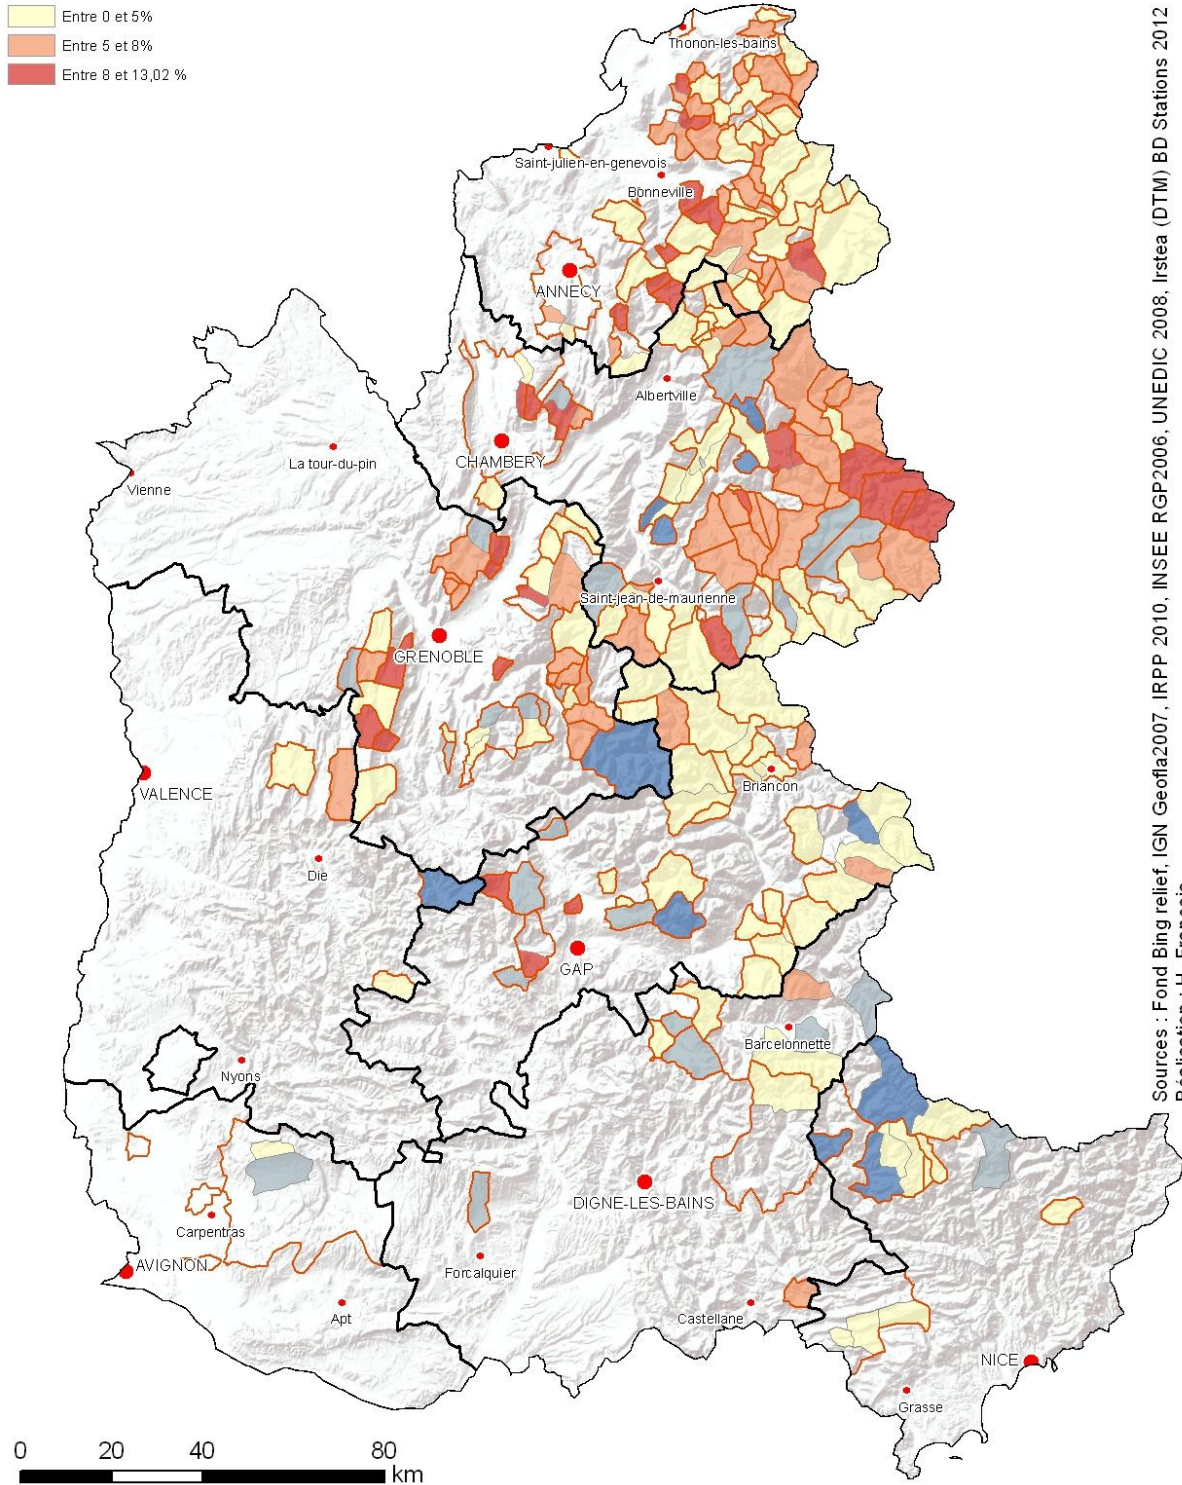 Entre 0 et 5%
Entre 5 et 8%
Entre 8 et 13,02 %
Thonon-les-bains
Saint-julien-en-genevois
Bonneville
ANNECY
Albertville
La tour-du-pin
CHAMBERY
Vienne
Saint-jean-de-maurienne
GRENOBLE
Briancon
VALENCE
Die
GAP
Barcelonnette
Nyons
DIGNE-LES-BAINS
Carpentras
AVIGNON
Forcalquier
Apt
Castellane
NICE
Grasse
0 20 40 80
km
Sources : Fond Bing relief, IGN Geofla2007, IRPP 2010, INSEE RGP2006, UNEDIC 2008, Irstea (DTM) BD Stations 2012